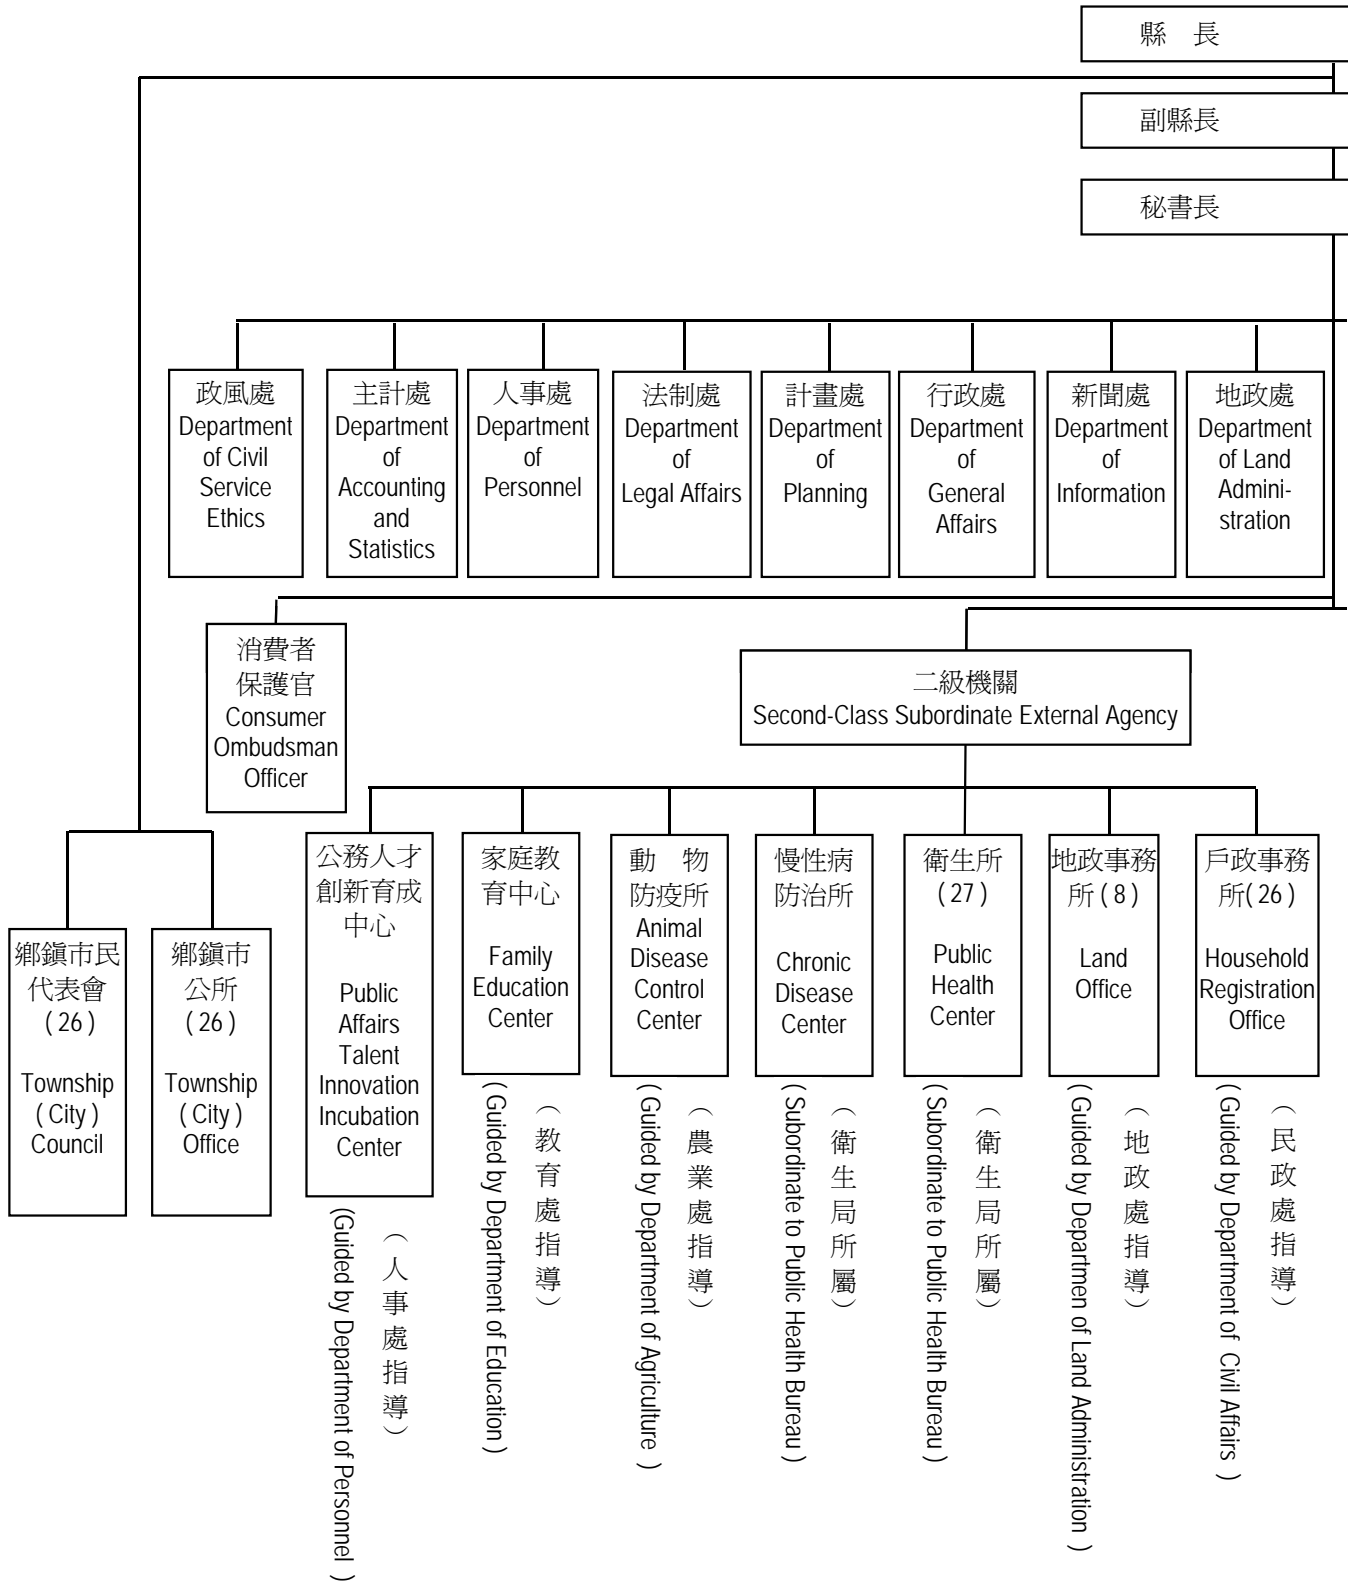 縣 長
副縣長
秘書長
政風處
Department
of Civil
Service
Ethics
主計處
Department
of
Accounting
and
Statistics
人事處
Department
of
Personnel
法制處
Department
of
Legal Affairs
計畫處
Department
of
Planning
行政處
Department
of
General
Affairs
新聞處
Department
of
Information
地政處
Department
of Land
Admini-
stration
消費者
保護官
Consumer
Ombudsman
Officer
二級機關
Second-Class Subordinate External Agency
鄉鎮市民
代表會
(26)
Township
(City)
Council
鄉鎮市
公所
(26)
Township
(City)
Office
公務人才
創新育成
中心
Public
Affairs
Talent
Innovation
Incubation
Center
(人事處指導)
(Guided by Department of Personnel)
家庭教
育中心
Family
Education
Center
(教育處指導)
(Guided by Department of Education)
動 物
防疫所
Animal
Disease
Control
Center
(農業處指導)
(Guided by Department of Agriculture)
慢性病
防治所
Chronic
Disease
Center
(衛生局所屬)
(Subordinate to Public Health Bureau)
衛生所
(27)
Public
Health
Center
(衛生局所屬)
(Subordinate to Public Health Bureau)
地政事務
所(8)
Land
Office
(地政處指導)
(Guided by Departmen of Land Administration)
戶政事務
所(26)
Household
Registration
Office
(民政處指導)
(Guided by Department of Civil Affairs)